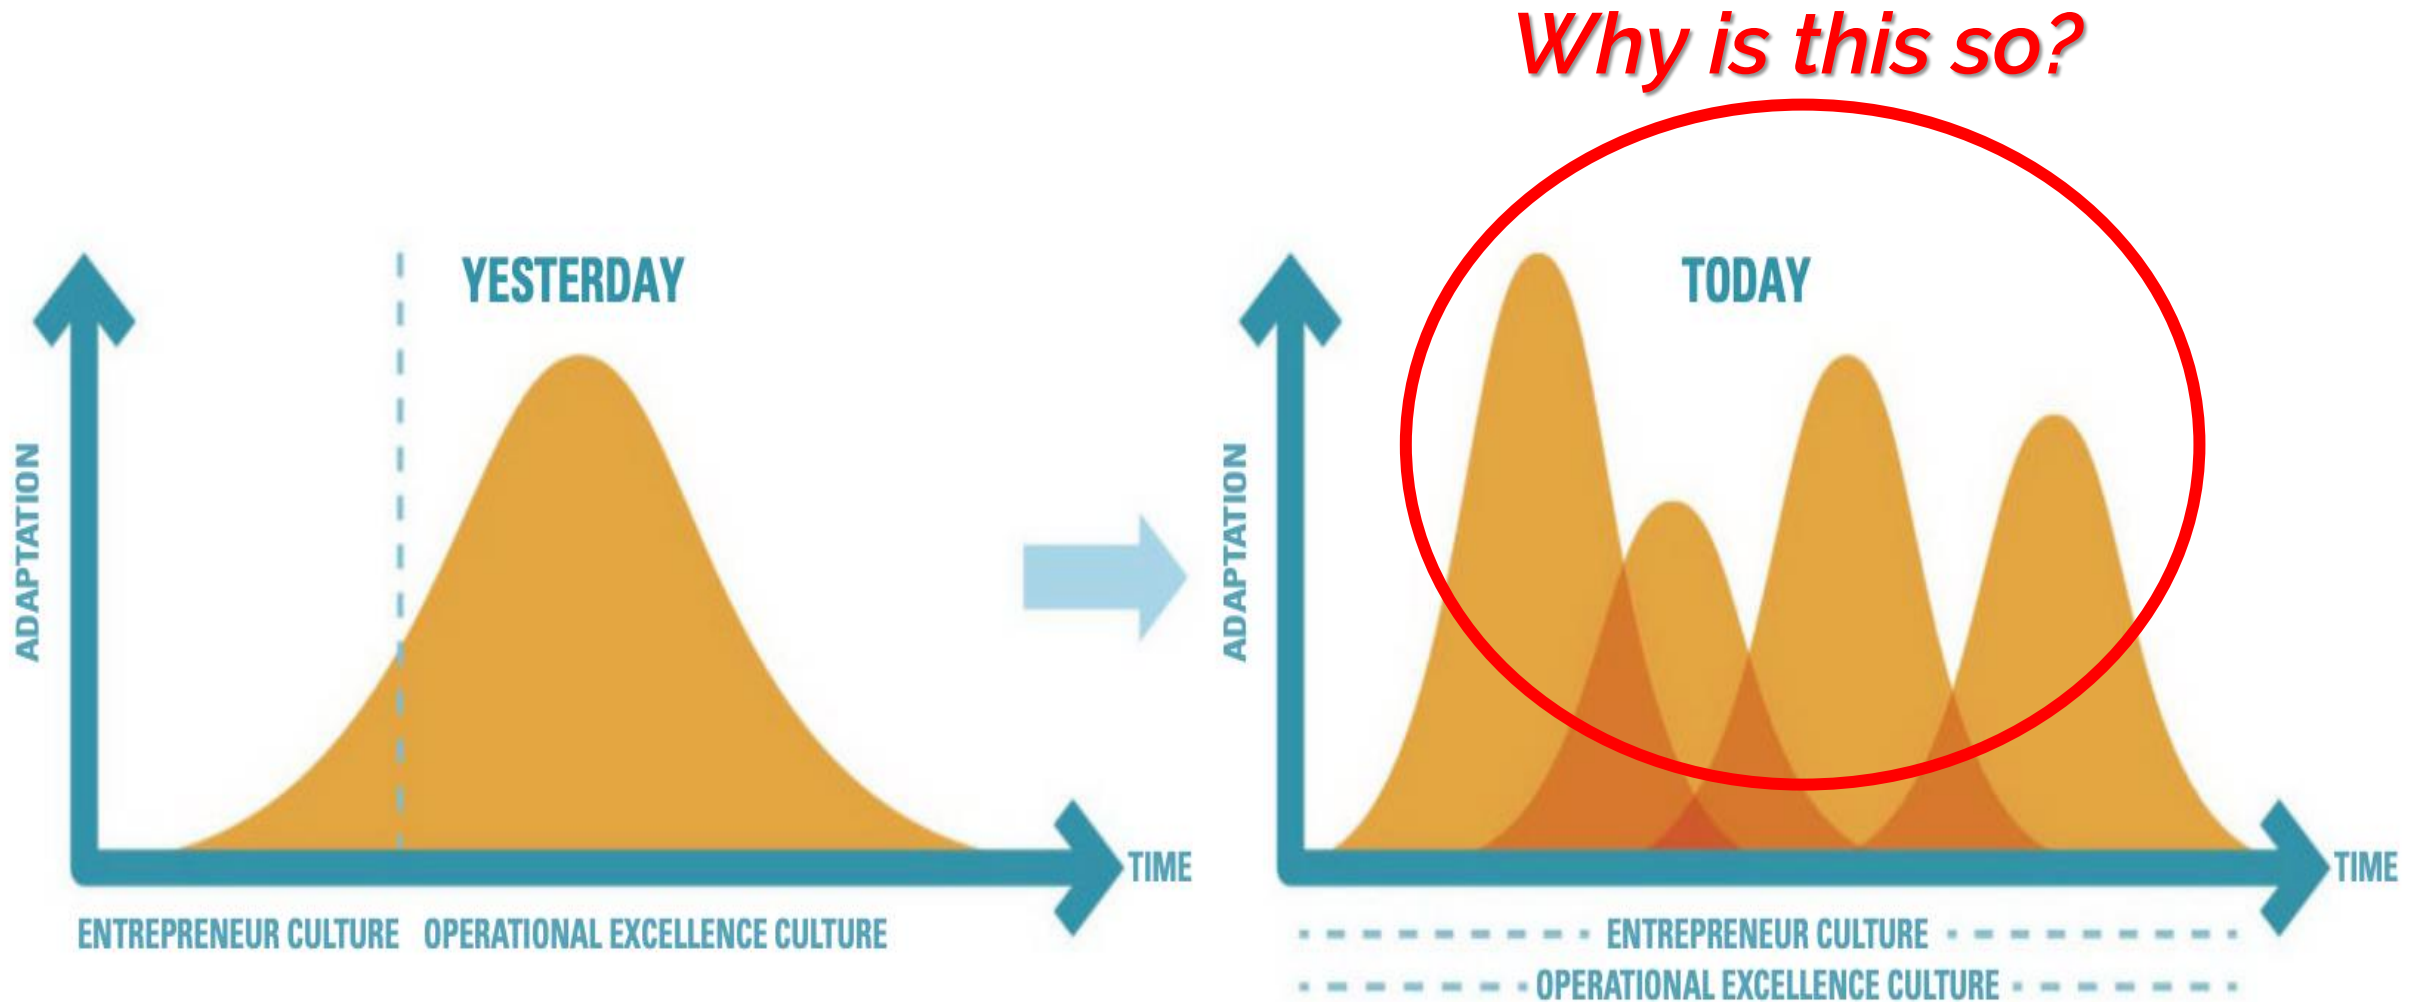 Why is this so?
YESTERDAY
ADAPTATION
TIME
ENTREPRENEUR CULTURE
OPERATIONAL EXCELLENCE CULTURE
TODAY
ADAPTATION
TIME
ENTREPRENEUR CULTURE
OPERATIONAL EXCELLENCE CULTURE